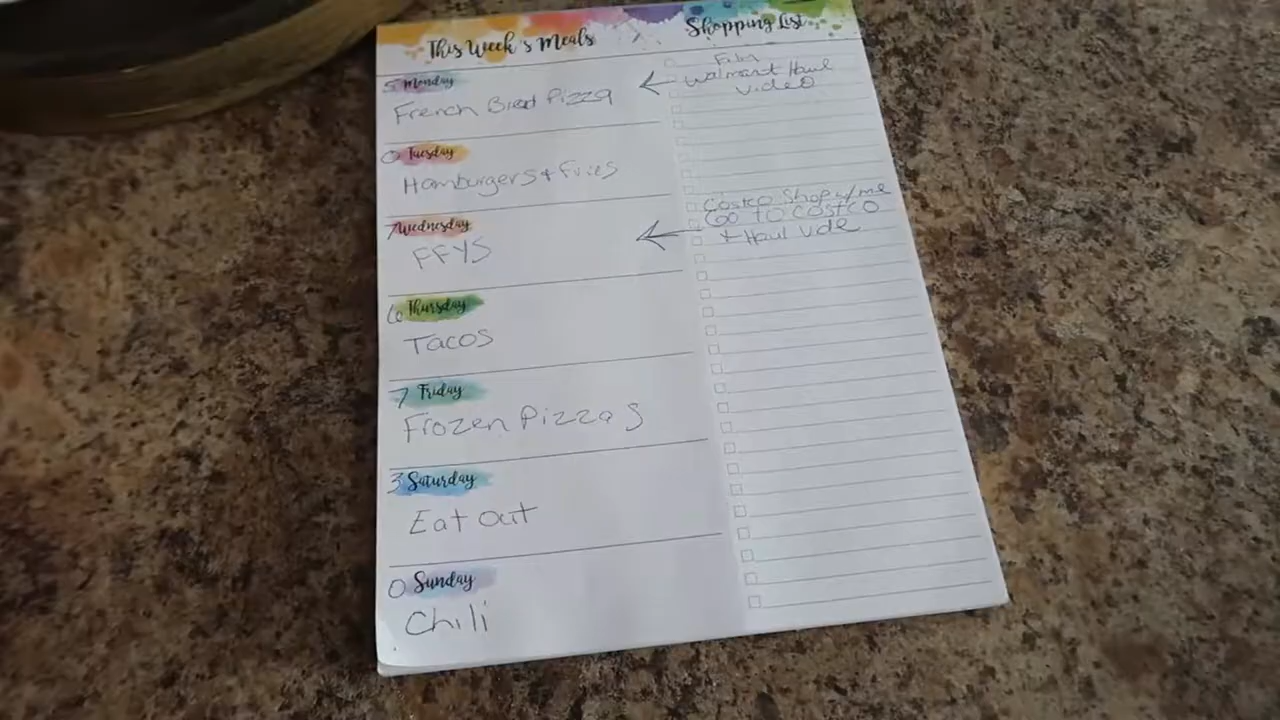 This Week's Meals
Shopping List
5 Monday
French Bred Pizza
Walmart Haul
video
0 Tuesday
Hamburgers + Fries
7 Wednesday
FFYS
Costco Shop w/me
Go To Costco
+ Haul vide
6 Thursday
Tacos
7 Friday
Frozen Pizzas
3 Saturday
Eat out
0 Sunday
Chili